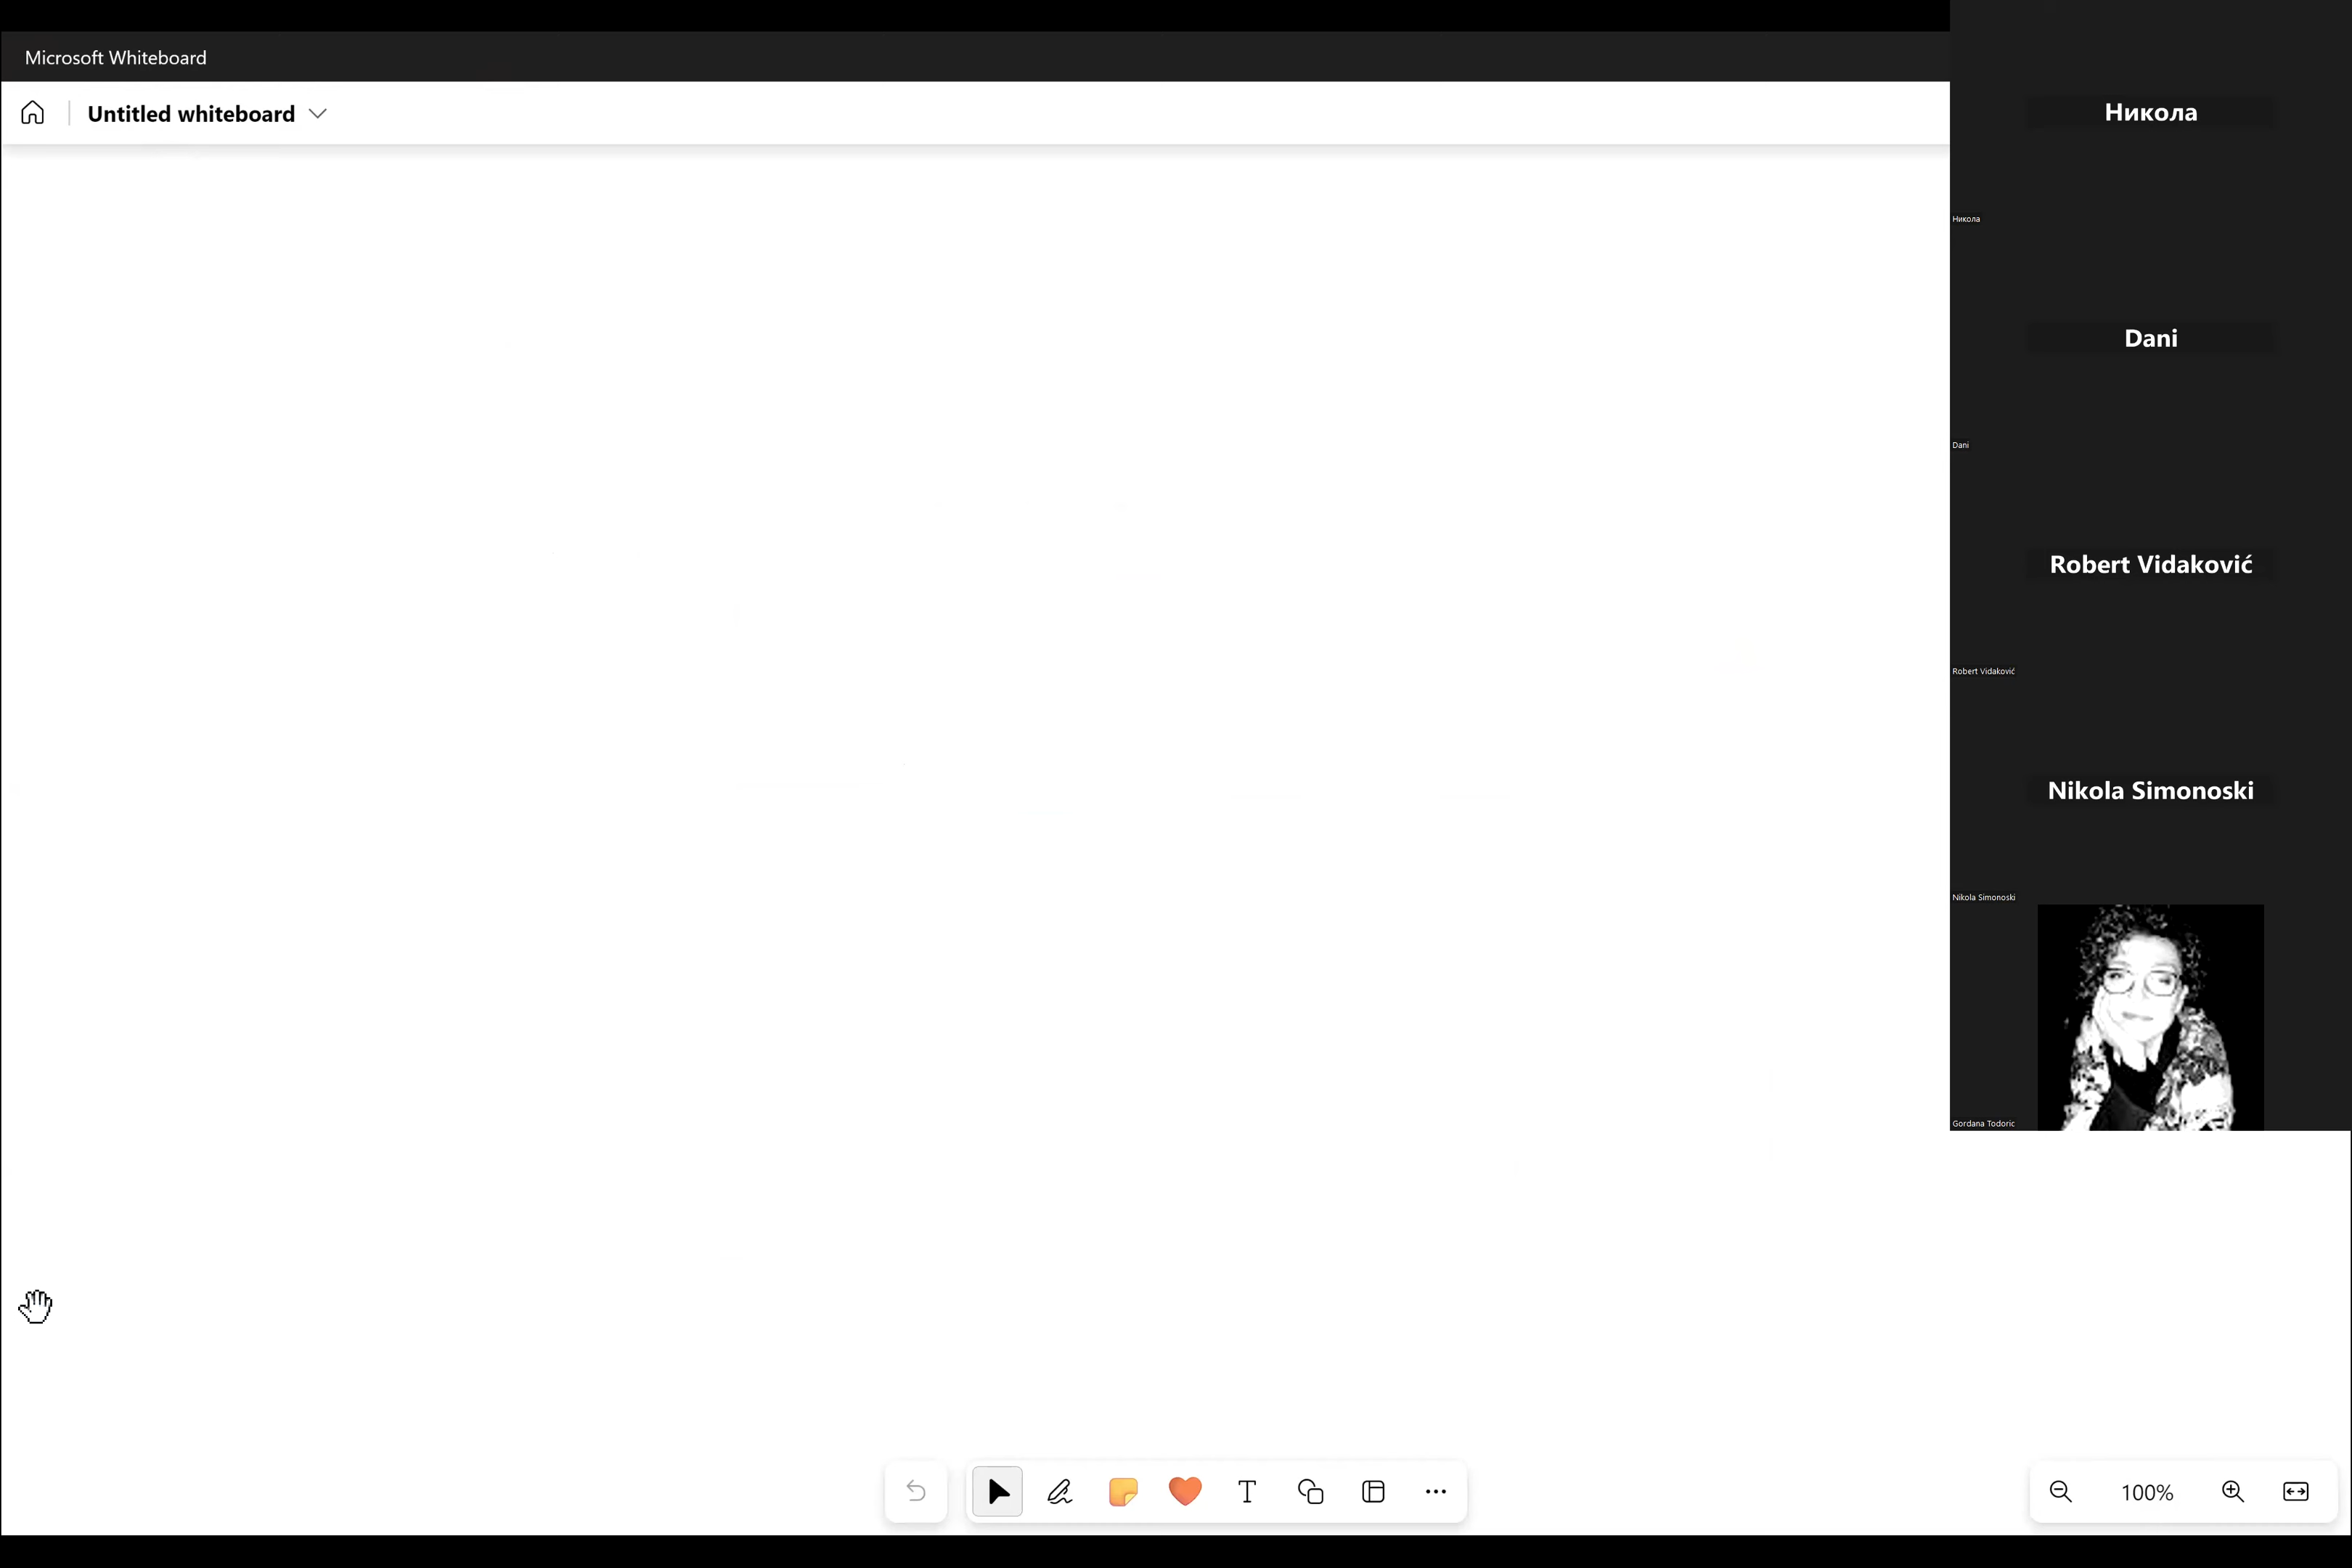 Microsoft Whiteboard
Untitled whiteboard
Никола
Никола
Dani
Dani
Robert Vidaković
Robert Vidaković
Nikola Simonoski
Nikola Simonoski
Gordana Todoric
100%